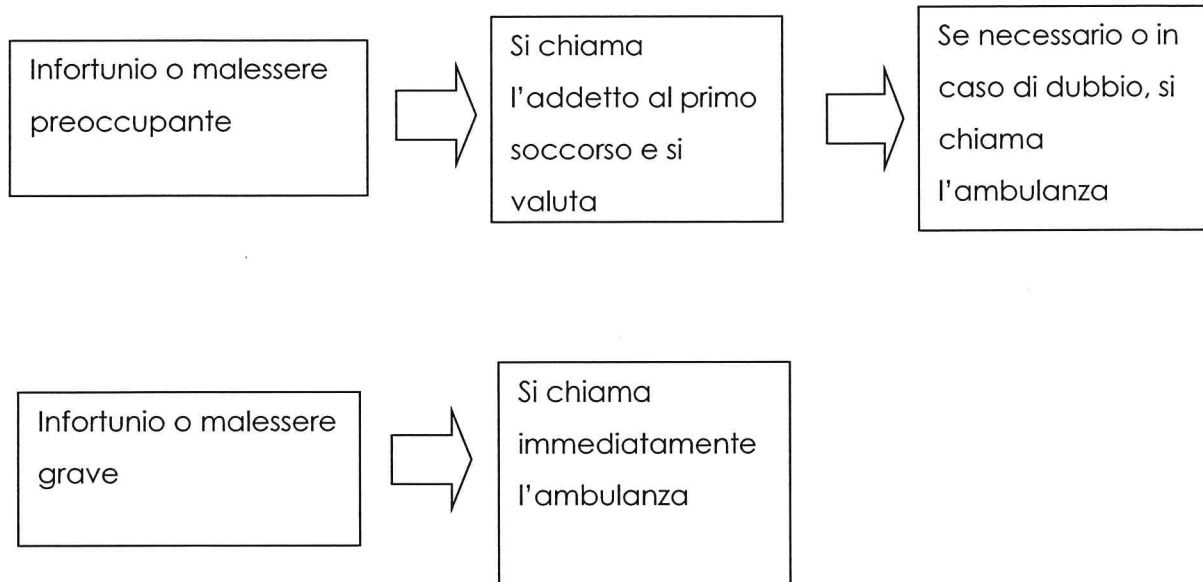 Infortunio o malessere
preoccupante
Si chiama
l'addetto al primo
soccorso e si
valuta
Se necessario o in
caso di dubbio, si
chiama
l'ambulanza
Infortunio o malessere
grave
Si chiama
immediatamente
l'ambulanza